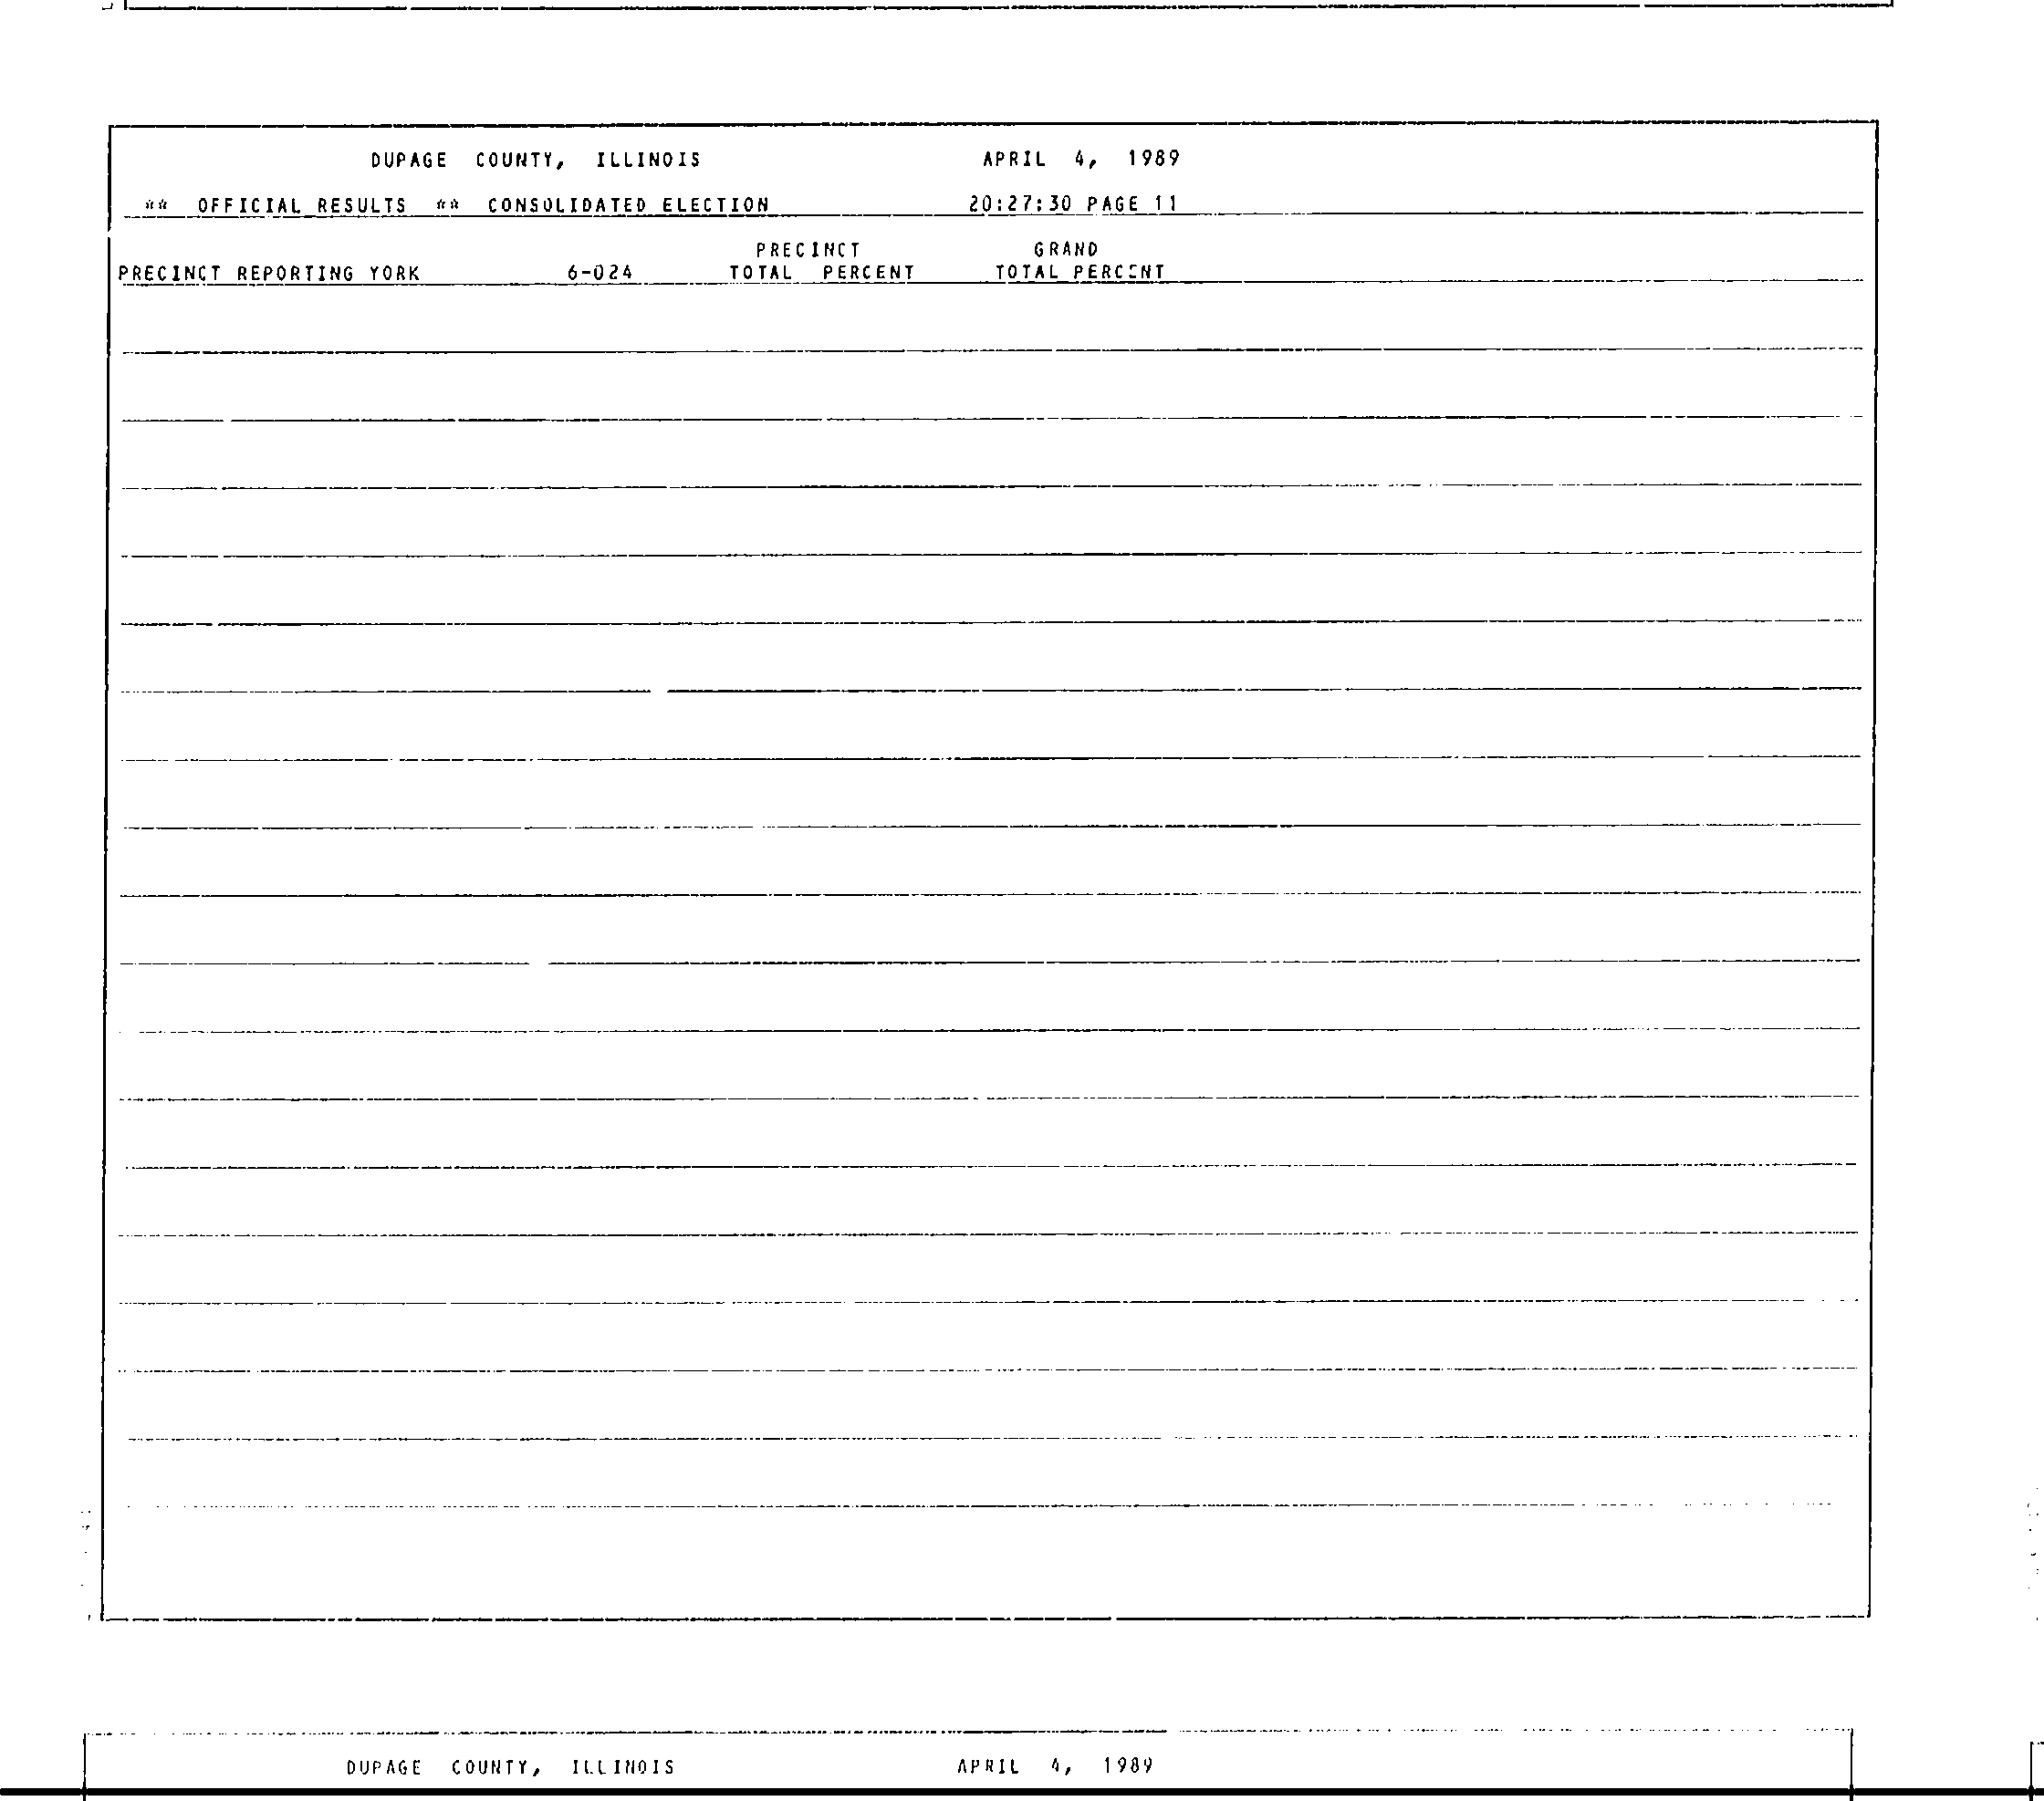 DUPAGE COUNTY, ILLINOIS APRIL 4, 1989
** OFFICIAL RESULTS ** CONSOLIDATED ELECTION 20:27:30 PAGE 11
PRECINCT GRAND
PRECINCT REPORTING YORK 6-024 TOTAL PERCENT TOTAL PERCENT
DUPAGE COUNTY, ILLINOIS APRIL 4, 1989